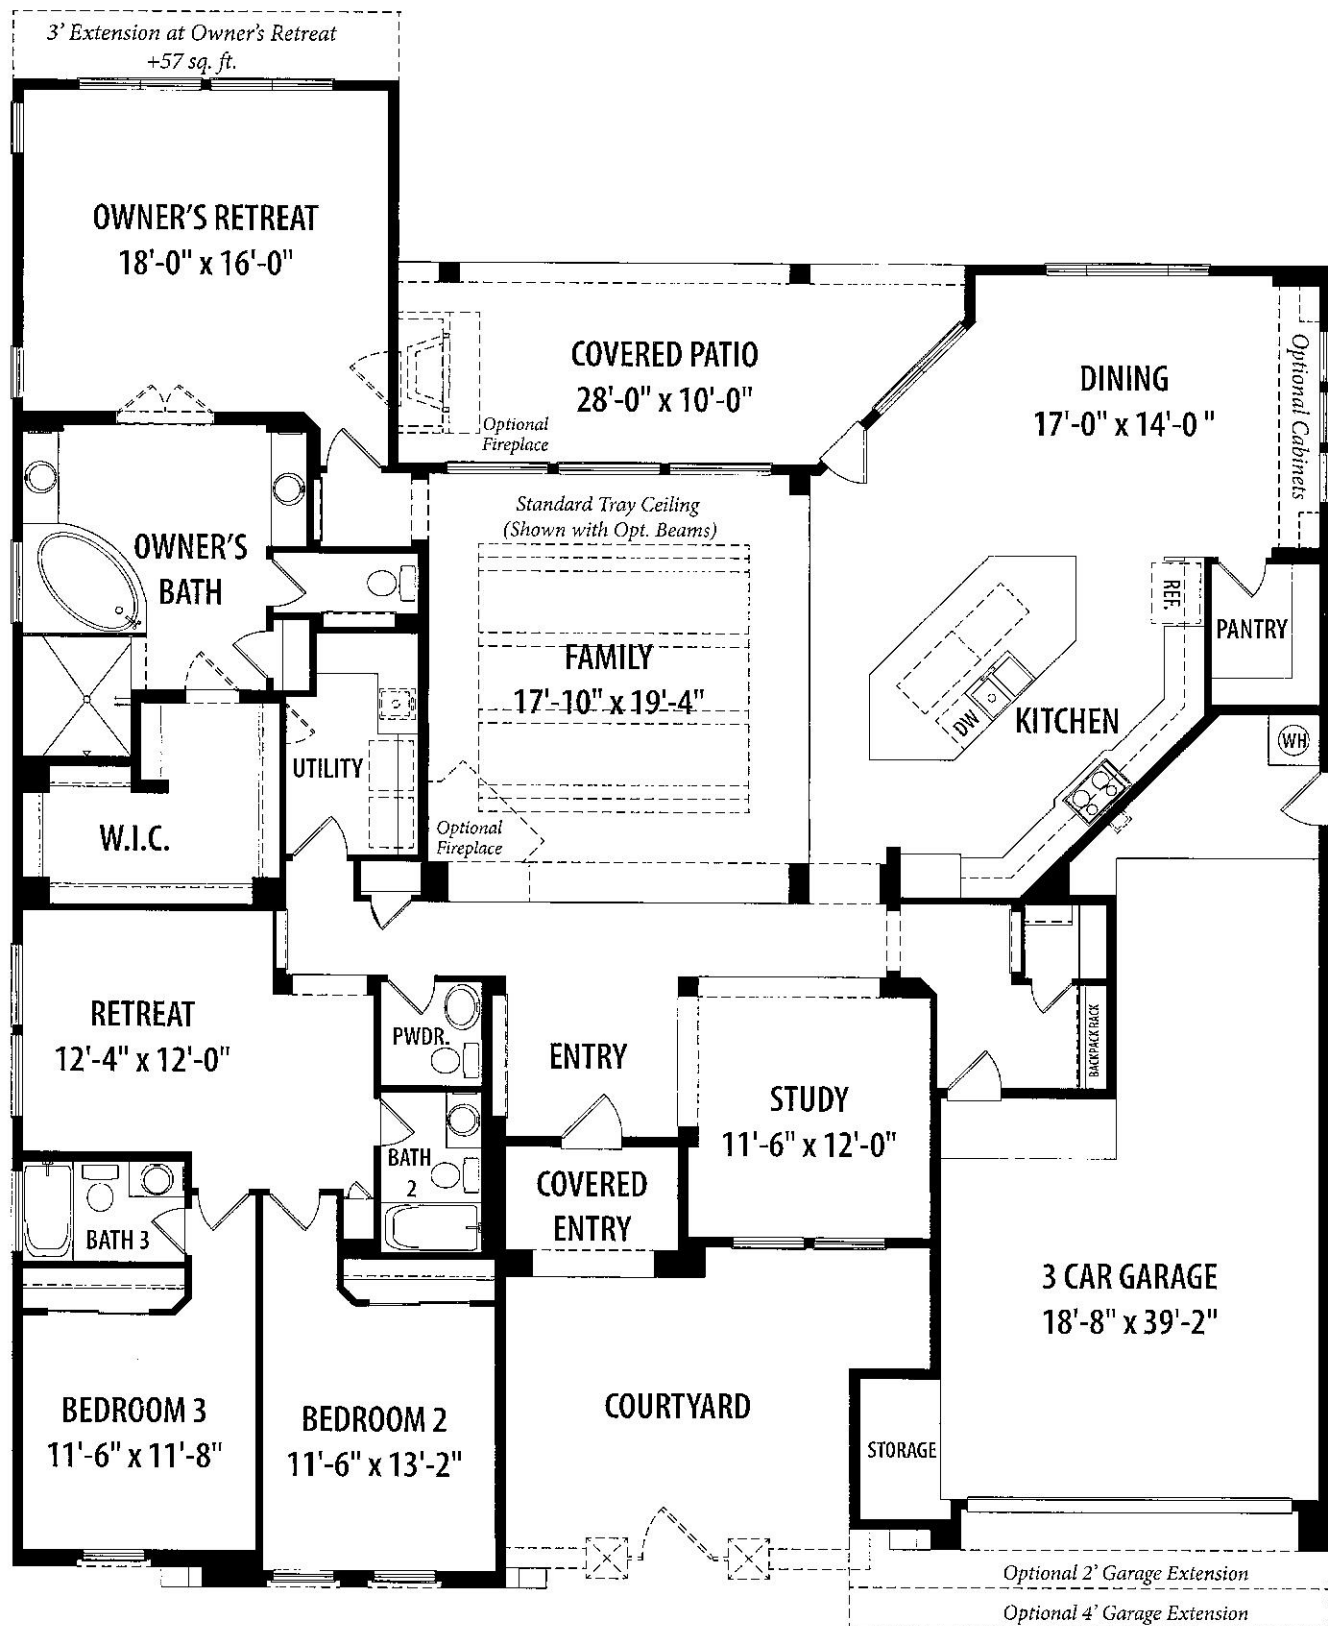 3' Extension at Owner's Retreat
+57 sq. ft.
OWNER'S RETREAT
18'-0" x 16'-0"
COVERED PATIO
28'-0" x 10'-0"
Optional
Fireplace
DINING
17'-0" x 14'-0 "
Optional Cabinets
Standard Tray Ceiling
(Shown with Opt. Beams)
OWNER'S
BATH
FAMILY
17'-10" x 19'-4"
REF.
PANTRY
DW
KITCHEN
WH
UTILITY
Optional
Fireplace
W.I.C.
RETREAT
12'-4" x 12'-0"
PWDR.
ENTRY
BACKPACK RACK
STUDY
11'-6" x 12'-0"
BATH
2
COVERED
ENTRY
BATH 3
3 CAR GARAGE
18'-8" x 39'-2"
BEDROOM 3
11'-6" x 11'-8"
BEDROOM 2
11'-6" x 13'-2"
COURTYARD
STORAGE
Optional 2' Garage Extension
Optional 4' Garage Extension